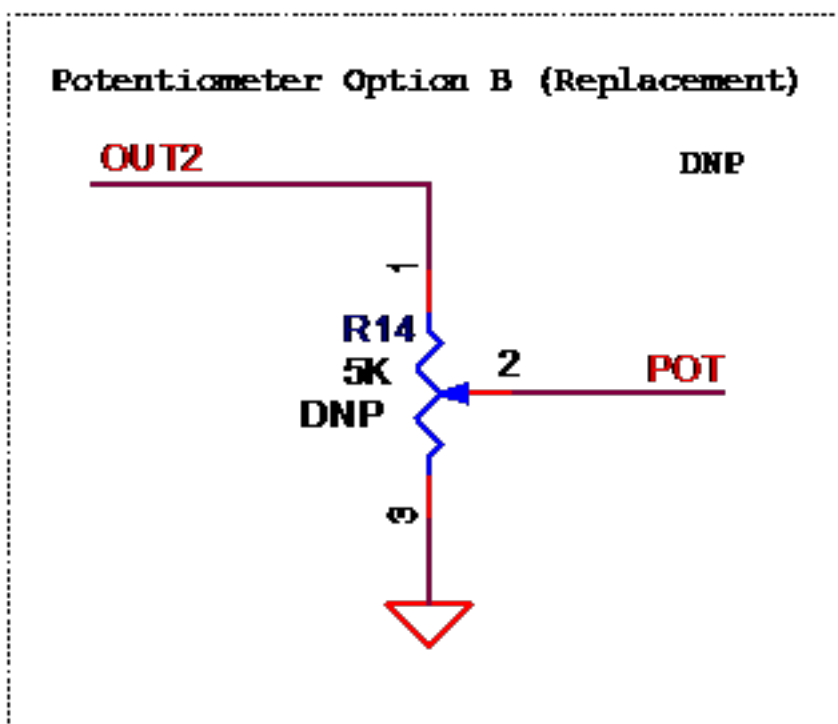 Potentiometer Option B (Replacement)
OUT2
DNP
1
R14
5K
2
POT
DNP
3